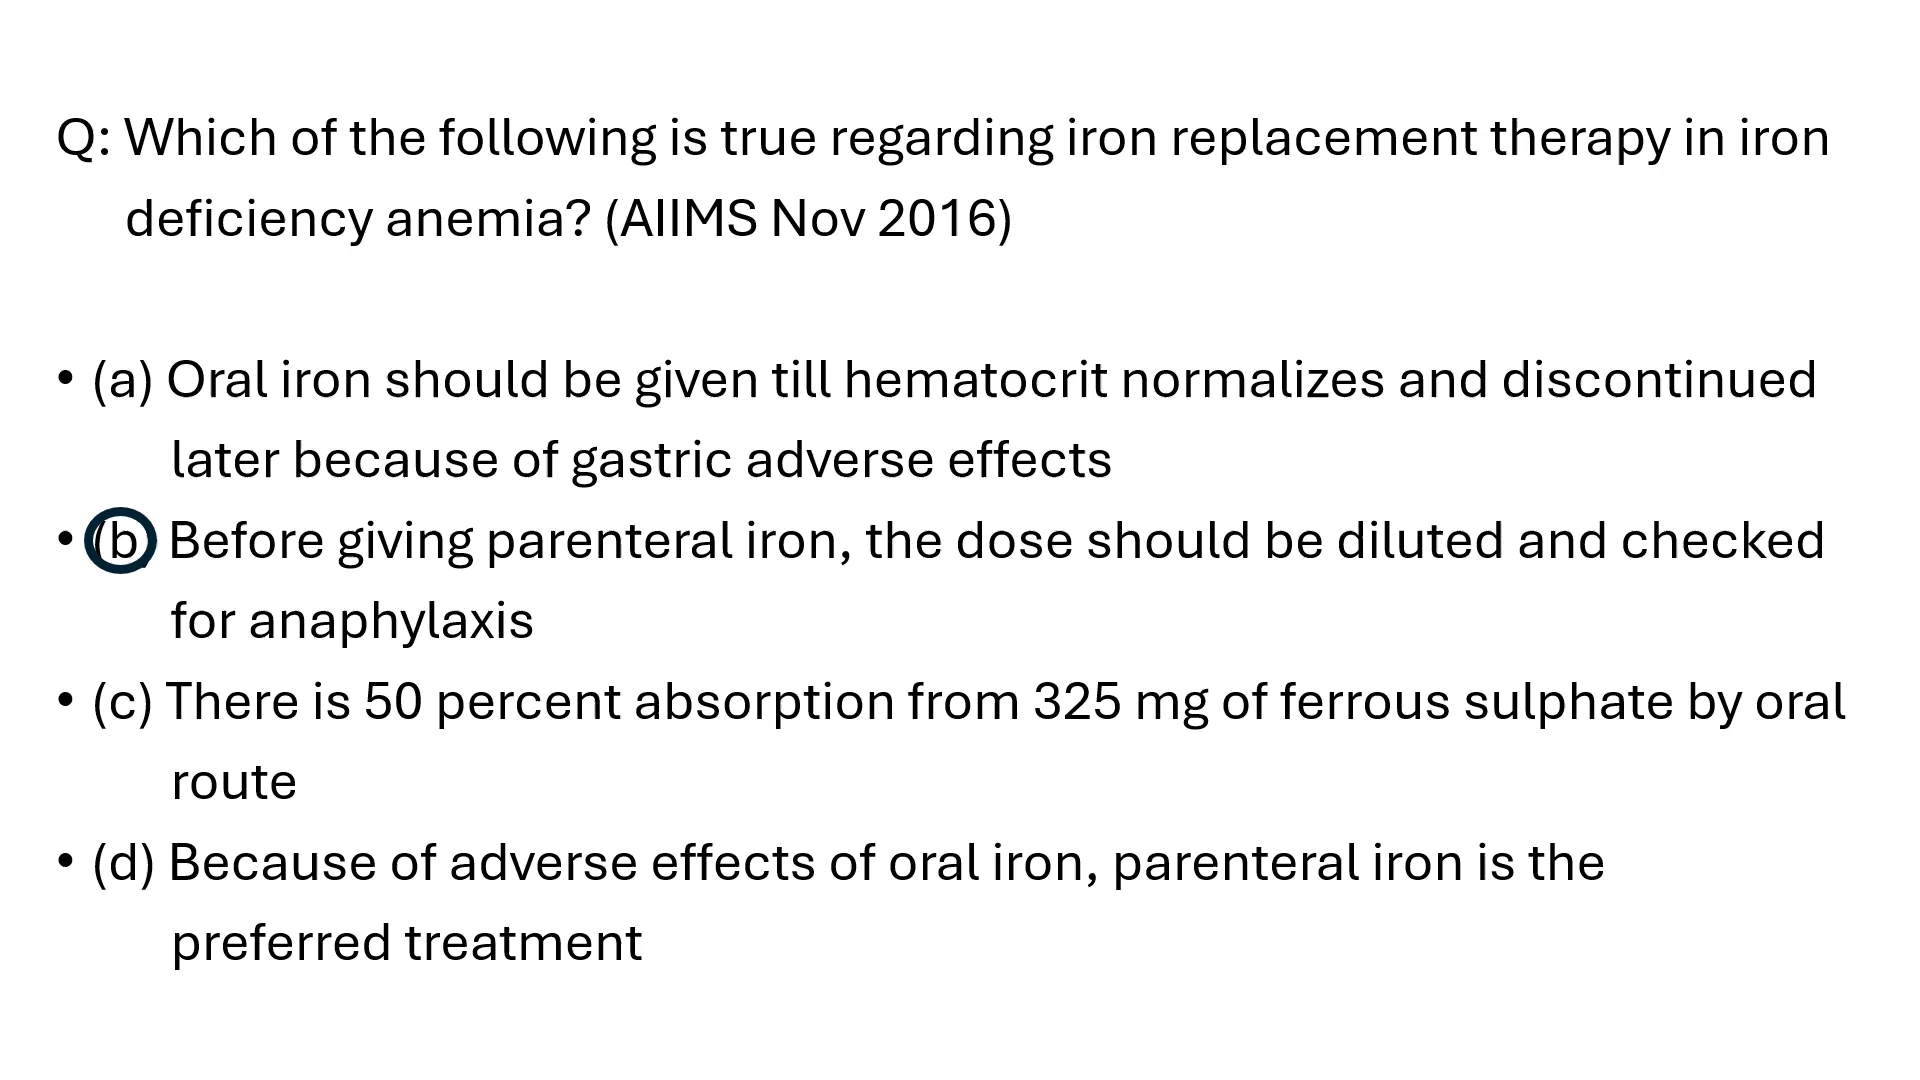 Q: Which of the following is true regarding iron replacement therapy in iron
deficiency anemia? (AIIMS Nov 2016)
• (a) Oral iron should be given till hematocrit normalizes and discontinued
later because of gastric adverse effects
• (b) Before giving parenteral iron, the dose should be diluted and checked
for anaphylaxis
• (c) There is 50 percent absorption from 325 mg of ferrous sulphate by oral
route
• (d) Because of adverse effects of oral iron, parenteral iron is the
preferred treatment